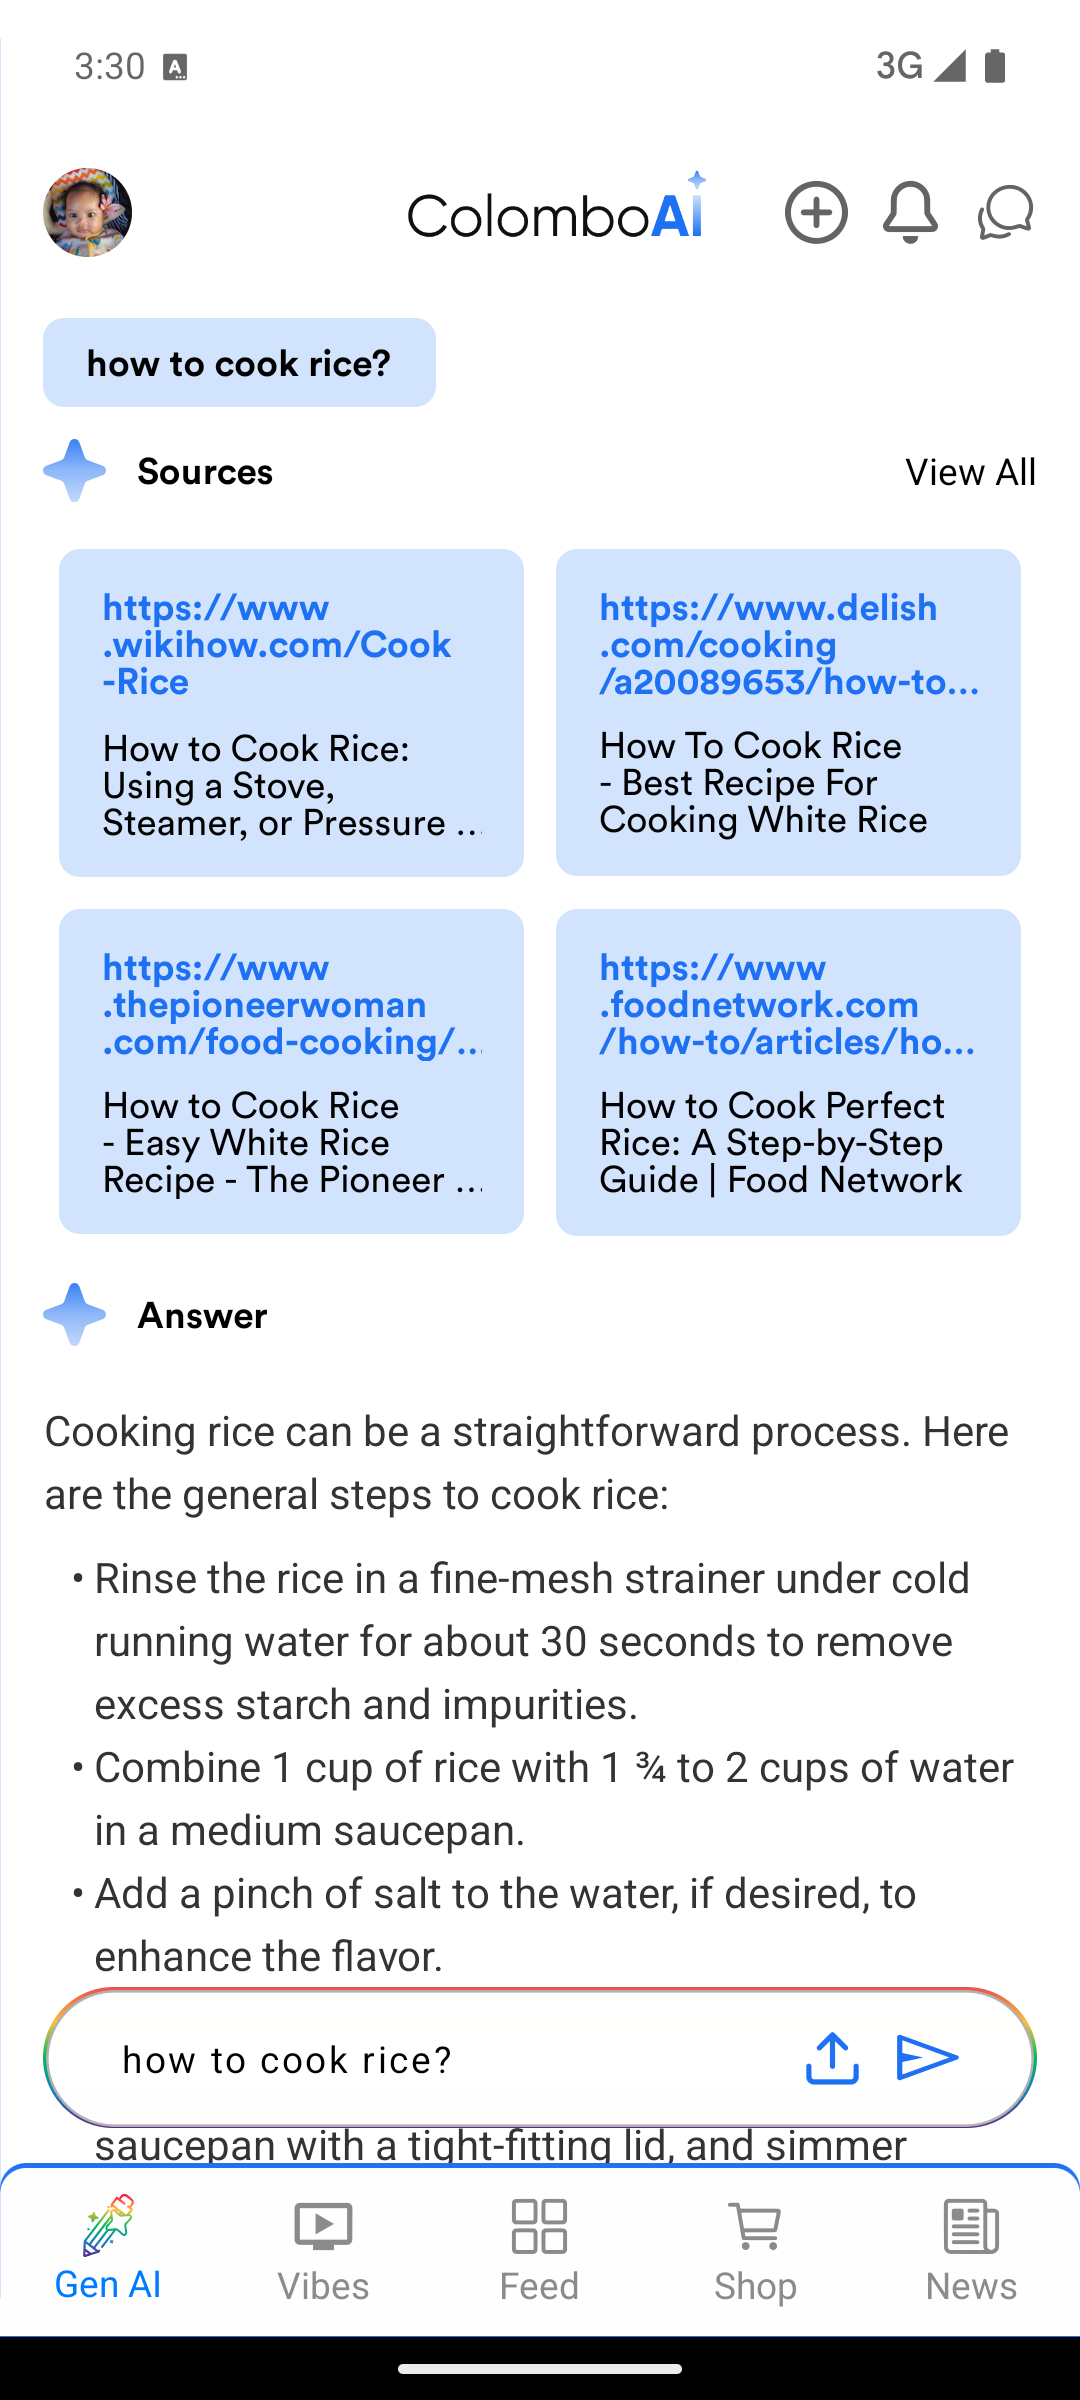 3:30
A
3G
ColomboAI
how to cook rice?
Sources
View All
https://www
.wikihow.com/Cook
-Rice
How to Cook Rice:
Using a Stove,
Steamer, or Pressure ...
https://www.delish
.com/cooking
/a20089653/how-to...
How To Cook Rice
- Best Recipe For
Cooking White Rice
https://www
.thepioneerwoman
.com/food-cooking/...
How to Cook Rice
- Easy White Rice
Recipe - The Pioneer ...
https://www
.foodnetwork.com
/how-to/articles/ho...
How to Cook Perfect
Rice: A Step-by-Step
Guide | Food Network
Answer
Cooking rice can be a straightforward process. Here
are the general steps to cook rice:
• Rinse the rice in a fine-mesh strainer under cold
running water for about 30 seconds to remove
excess starch and impurities.
• Combine 1 cup of rice with 1 ¾ to 2 cups of water
in a medium saucepan.
• Add a pinch of salt to the water, if desired, to
enhance the flavor.
how to cook rice?
saucepan with a tight-fitting lid, and simmer
Gen AI
Vibes
Feed
Shop
News